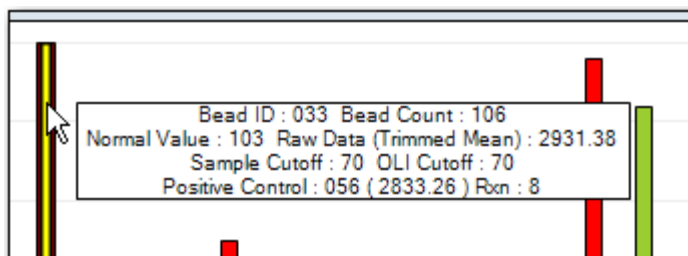 Bead ID : 033 Bead Count : 106
Normal Value : 103 Raw Data (Trimmed Mean) : 2931.38
Sample Cutoff : 70 OLI Cutoff : 70
Positive Control : 056 ( 2833.26 ) Rxn : 8